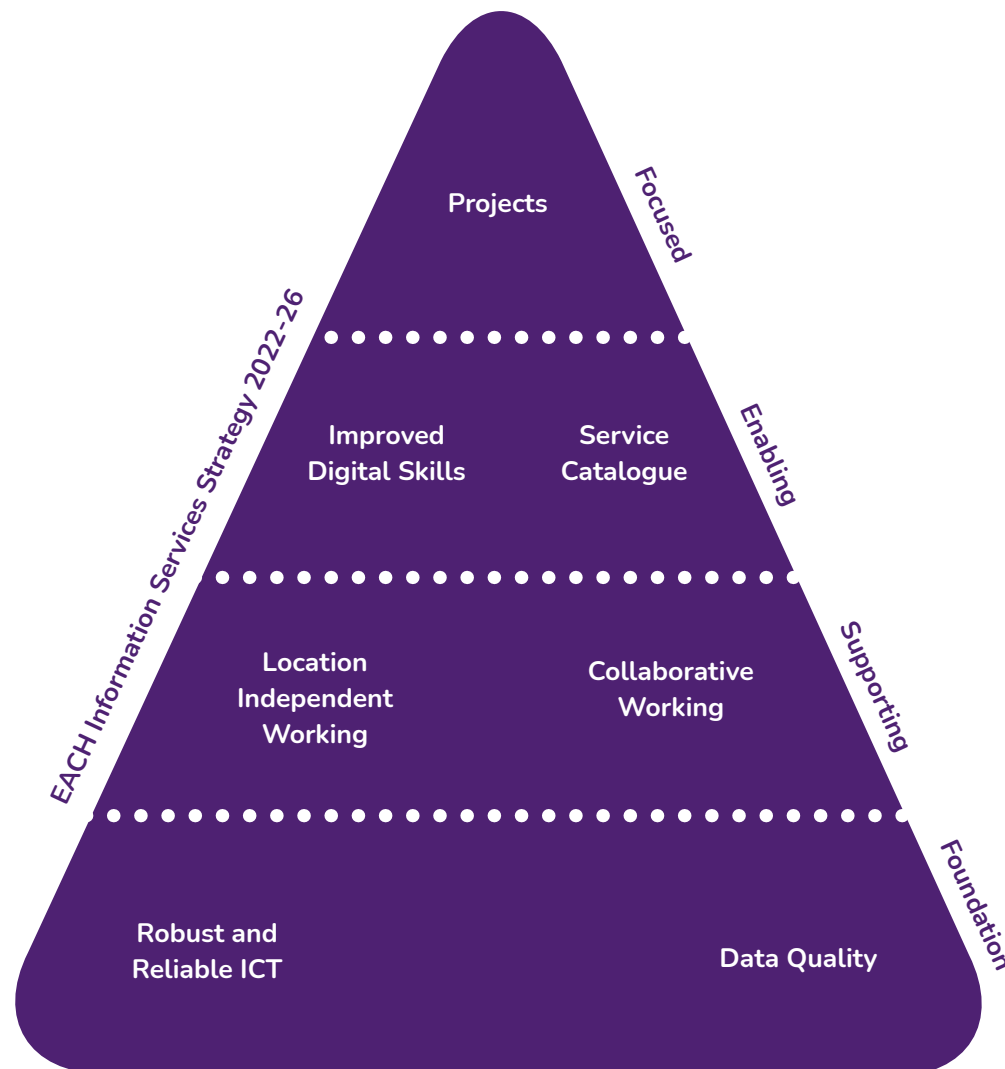 Projects
Focused
EACH Information Services Strategy 2022-26
Improved
Digital Skills
Service
Catalogue
Enabling
Location
Independent
Working
Collaborative
Working
Supporting
Robust and
Reliable ICT
Data Quality
Foundation